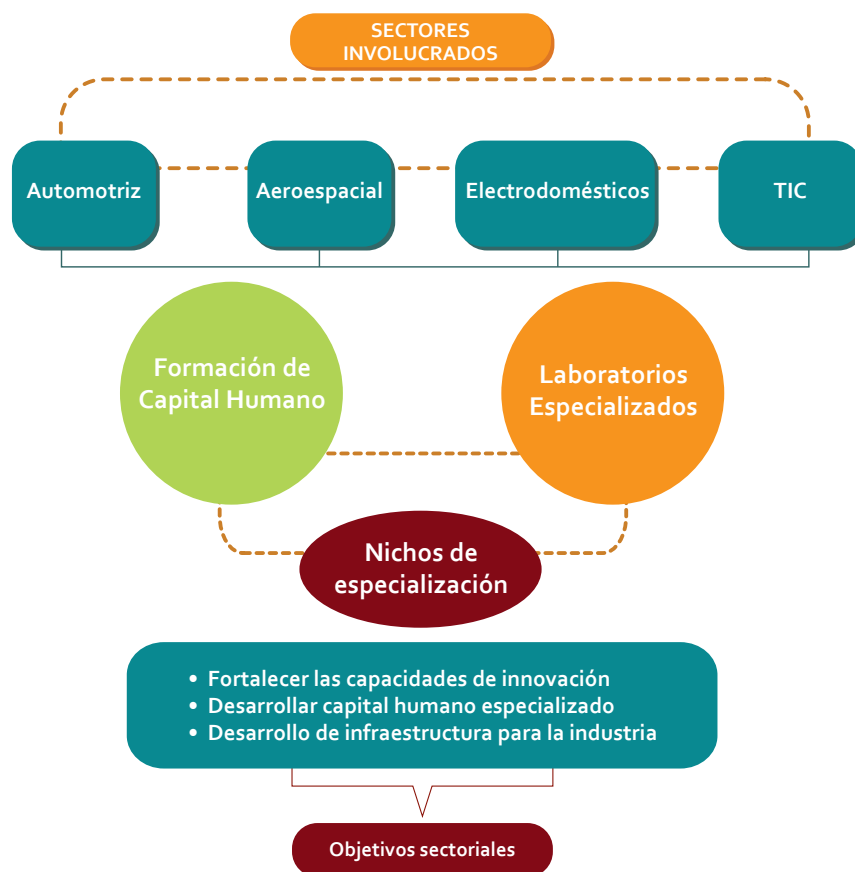 SECTORES
INVOLUCRADOS
Automotriz
Aeroespacial
Electrodomésticos
TIC
Formación de
Capital Humano
Laboratorios
Especializados
Nichos de
especialización
• Fortalecer las capacidades de innovación
• Desarrollar capital humano especializado
• Desarrollo de infraestructura para la industria
Objetivos sectoriales